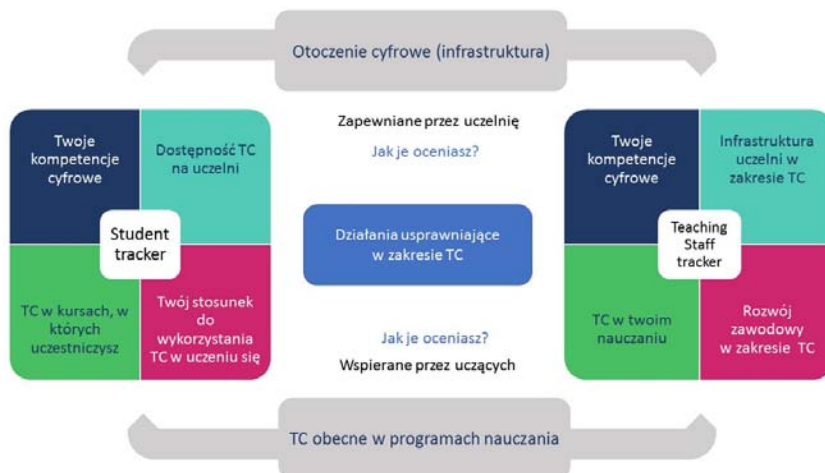 Otoczenie cyfrowe (infrastruktura)
Twoje
kompetencje
cyfrowe
Dostępność TC
na uczelni
Student
tracker
TC w kursach, w
których
uczestniczysz
Twój stosunek
do
wykorzystania
TC w uczeniu się
Zapewniane przez uczelnię
Jak je oceniasz?
Działania usprawniające
w zakresie TC
Jak je oceniasz?
Wspierane przez uczących
Twoje
kompetencje
cyfrowe
Infrastruktura
uczelni w
zakresie TC
Teaching
Staff
tracker
TC w twoim
nauczaniu
Rozwój
zawodowy
w zakresie TC
TC obecne w programach nauczania